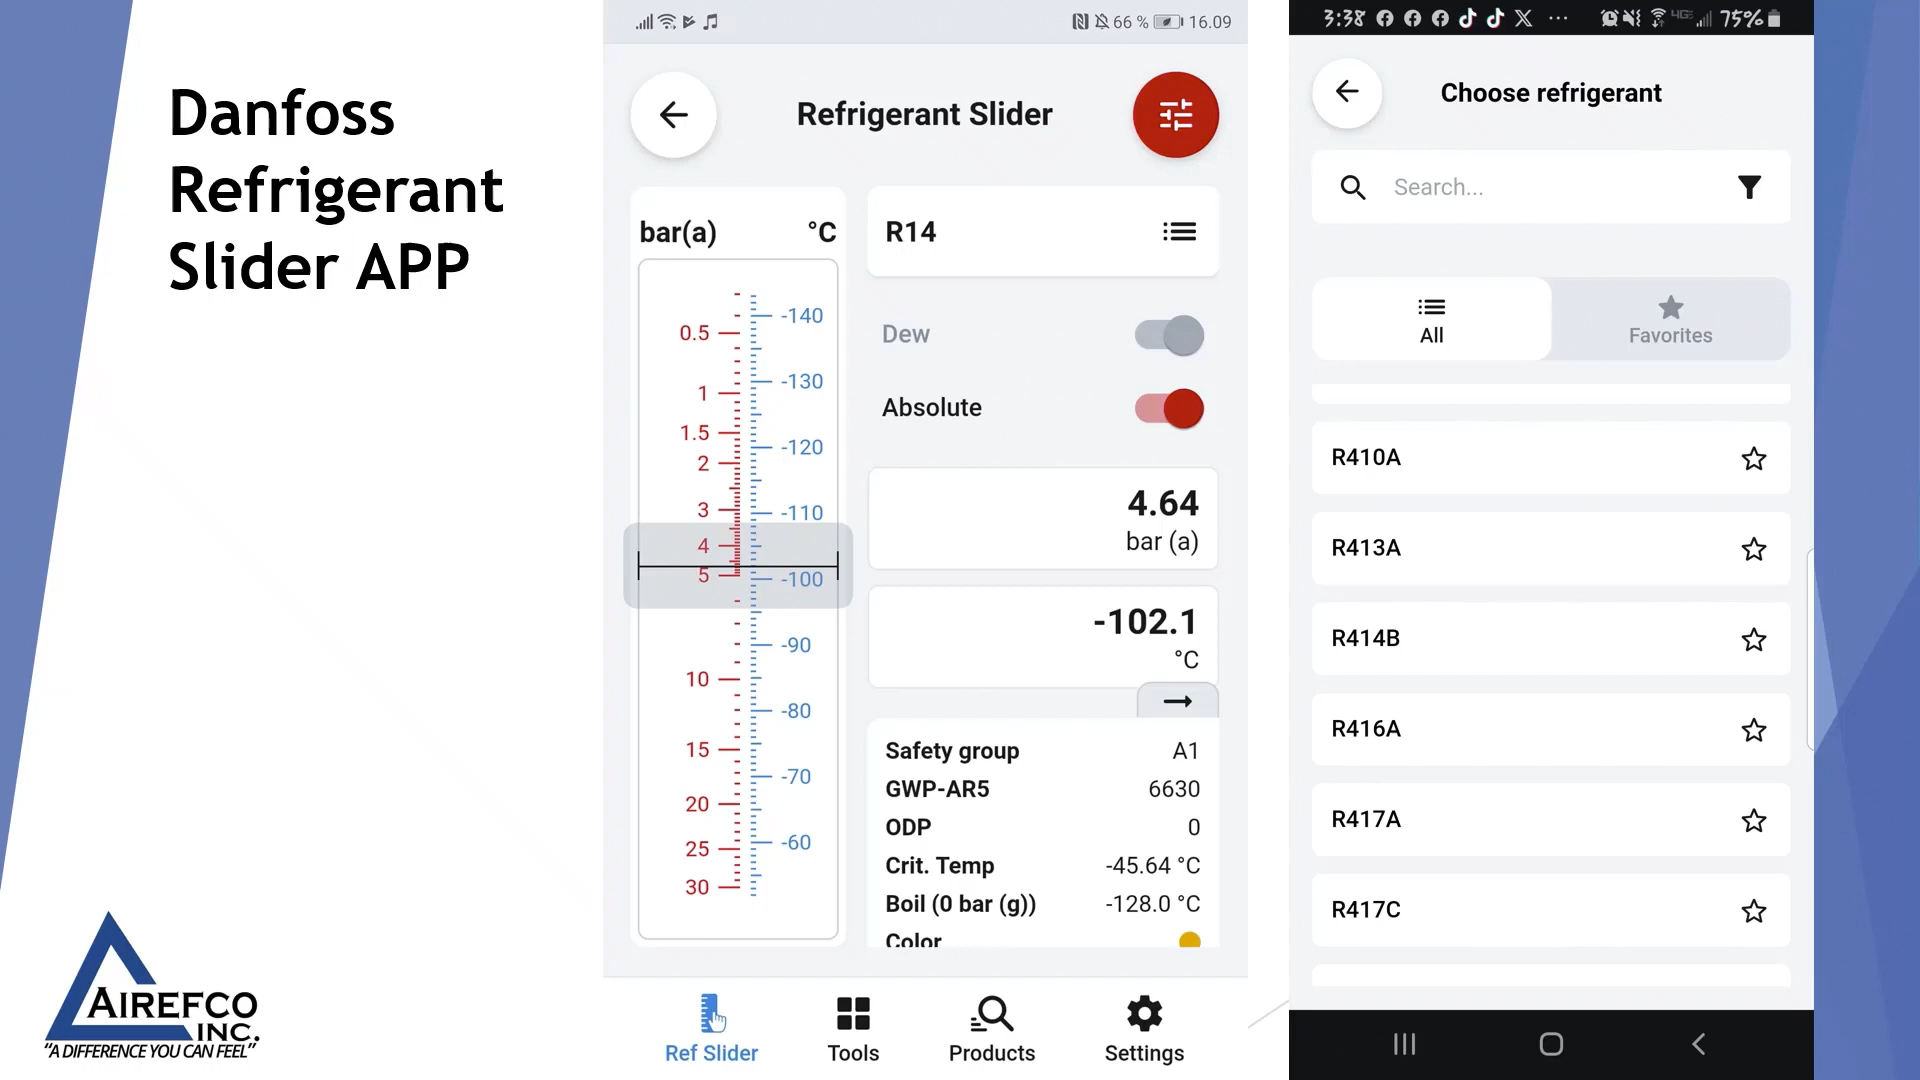 Danfoss
Refrigerant
Slider APP
AIREFCO
INC.
"A DIFFERENCE YOU CAN FEEL"
66 % 16.09
Refrigerant Slider
bar(a) °C
0.5
1
1.5
2
3
4
5
10
15
20
25
30
-140
-130
-120
-110
-100
-90
-80
-70
-60
R14
Dew
Absolute
4.64
bar (a)
-102.1
°C
Safety group A1
GWP-AR5 6630
ODP 0
Crit. Temp -45.64 °C
Boil (0 bar (g)) -128.0 °C
Color
Ref Slider Tools Products Settings
3:38 4GE 75%
Choose refrigerant
Search...
All Favorites
R410A
R413A
R414B
R416A
R417A
R417C